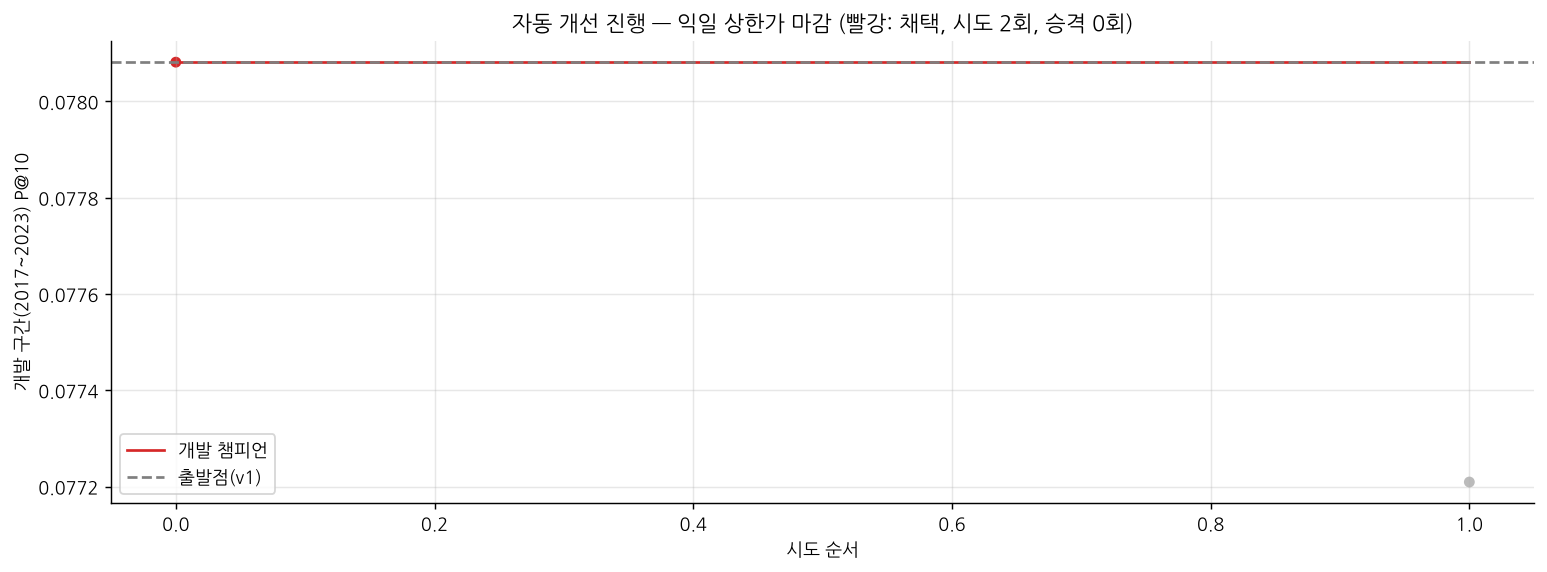 자동 개선 진행 — 익일 상한가 마감 (빨강: 채택, 시도 2회, 승격 0회)
개발 구간(2017~2023) P@10
0.0780
0.0778
0.0776
0.0774
0.0772
개발 챔피언
출발점(v1)
0.0 0.2 0.4 0.6 0.8 1.0
시도 순서